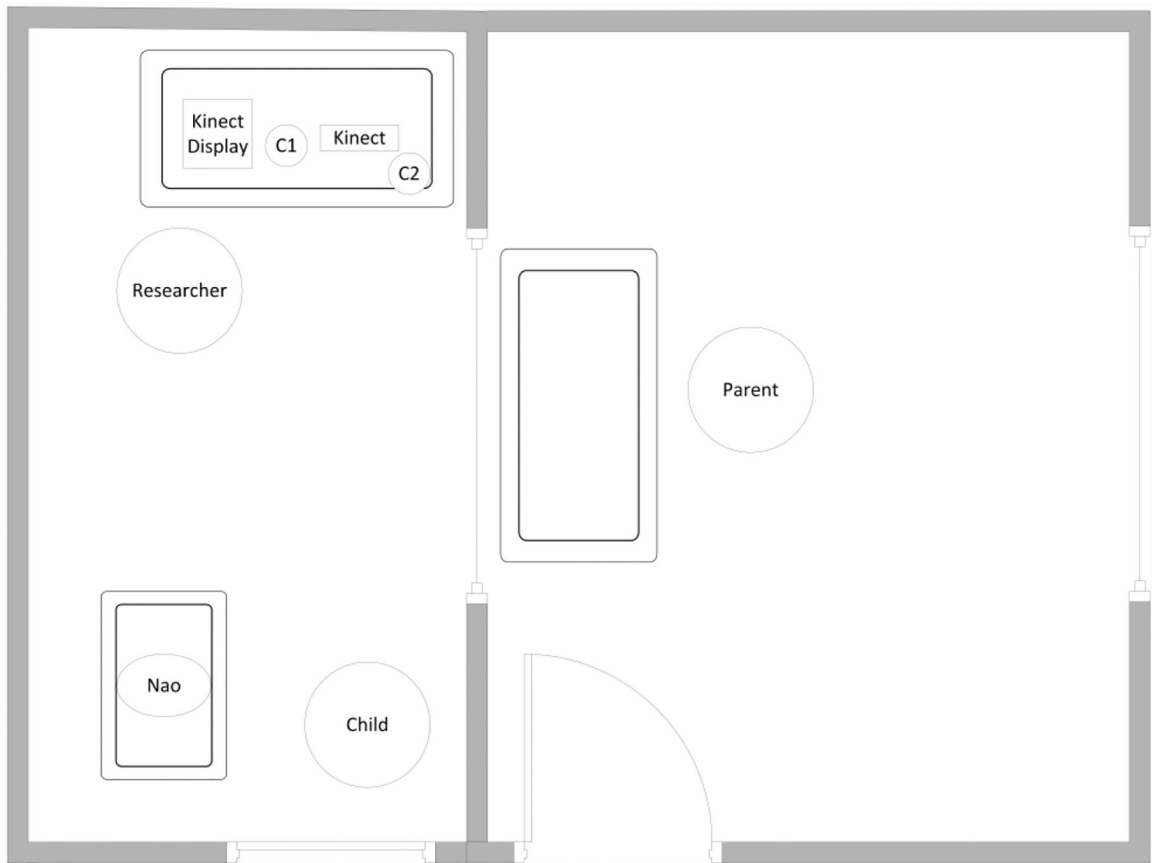 Kinect
Display
C1
Kinect
C2
Researcher
Parent
Nao
Child